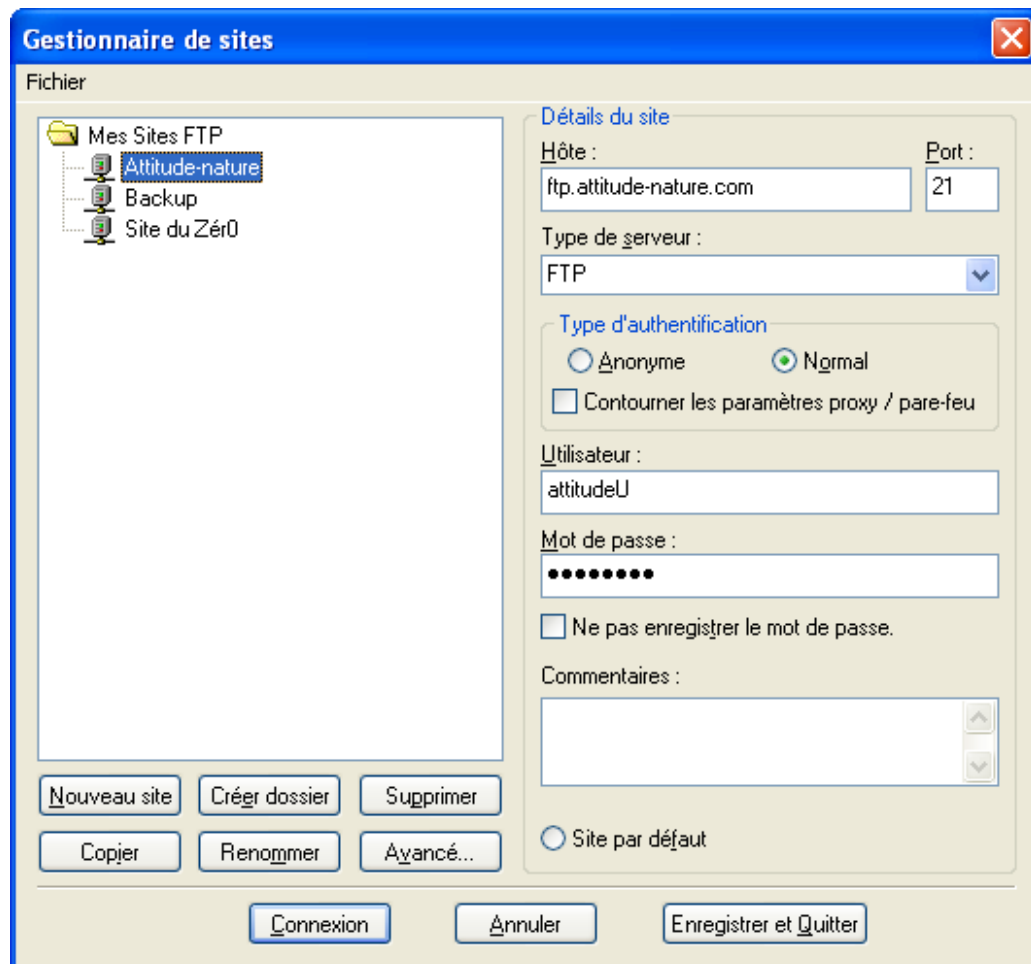 Gestionnaire de sites
Fichier
Mes Sites FTP
Attitude-nature
Backup
Site du Zér0
Détails du site
Hôte :
Port :
ftp.attitude-nature.com
21
Type de serveur :
FTP
Type d'authentification
Anonyme
Normal
Contourner les paramètres proxy / pare-feu
Utilisateur :
attitudeU
Mot de passe :
••••••••
Ne pas enregistrer le mot de passe.
Commentaires :
Site par défaut
Nouveau site
Créer dossier
Supprimer
Copier
Renommer
Avancé...
Connexion
Annuler
Enregistrer et Quitter